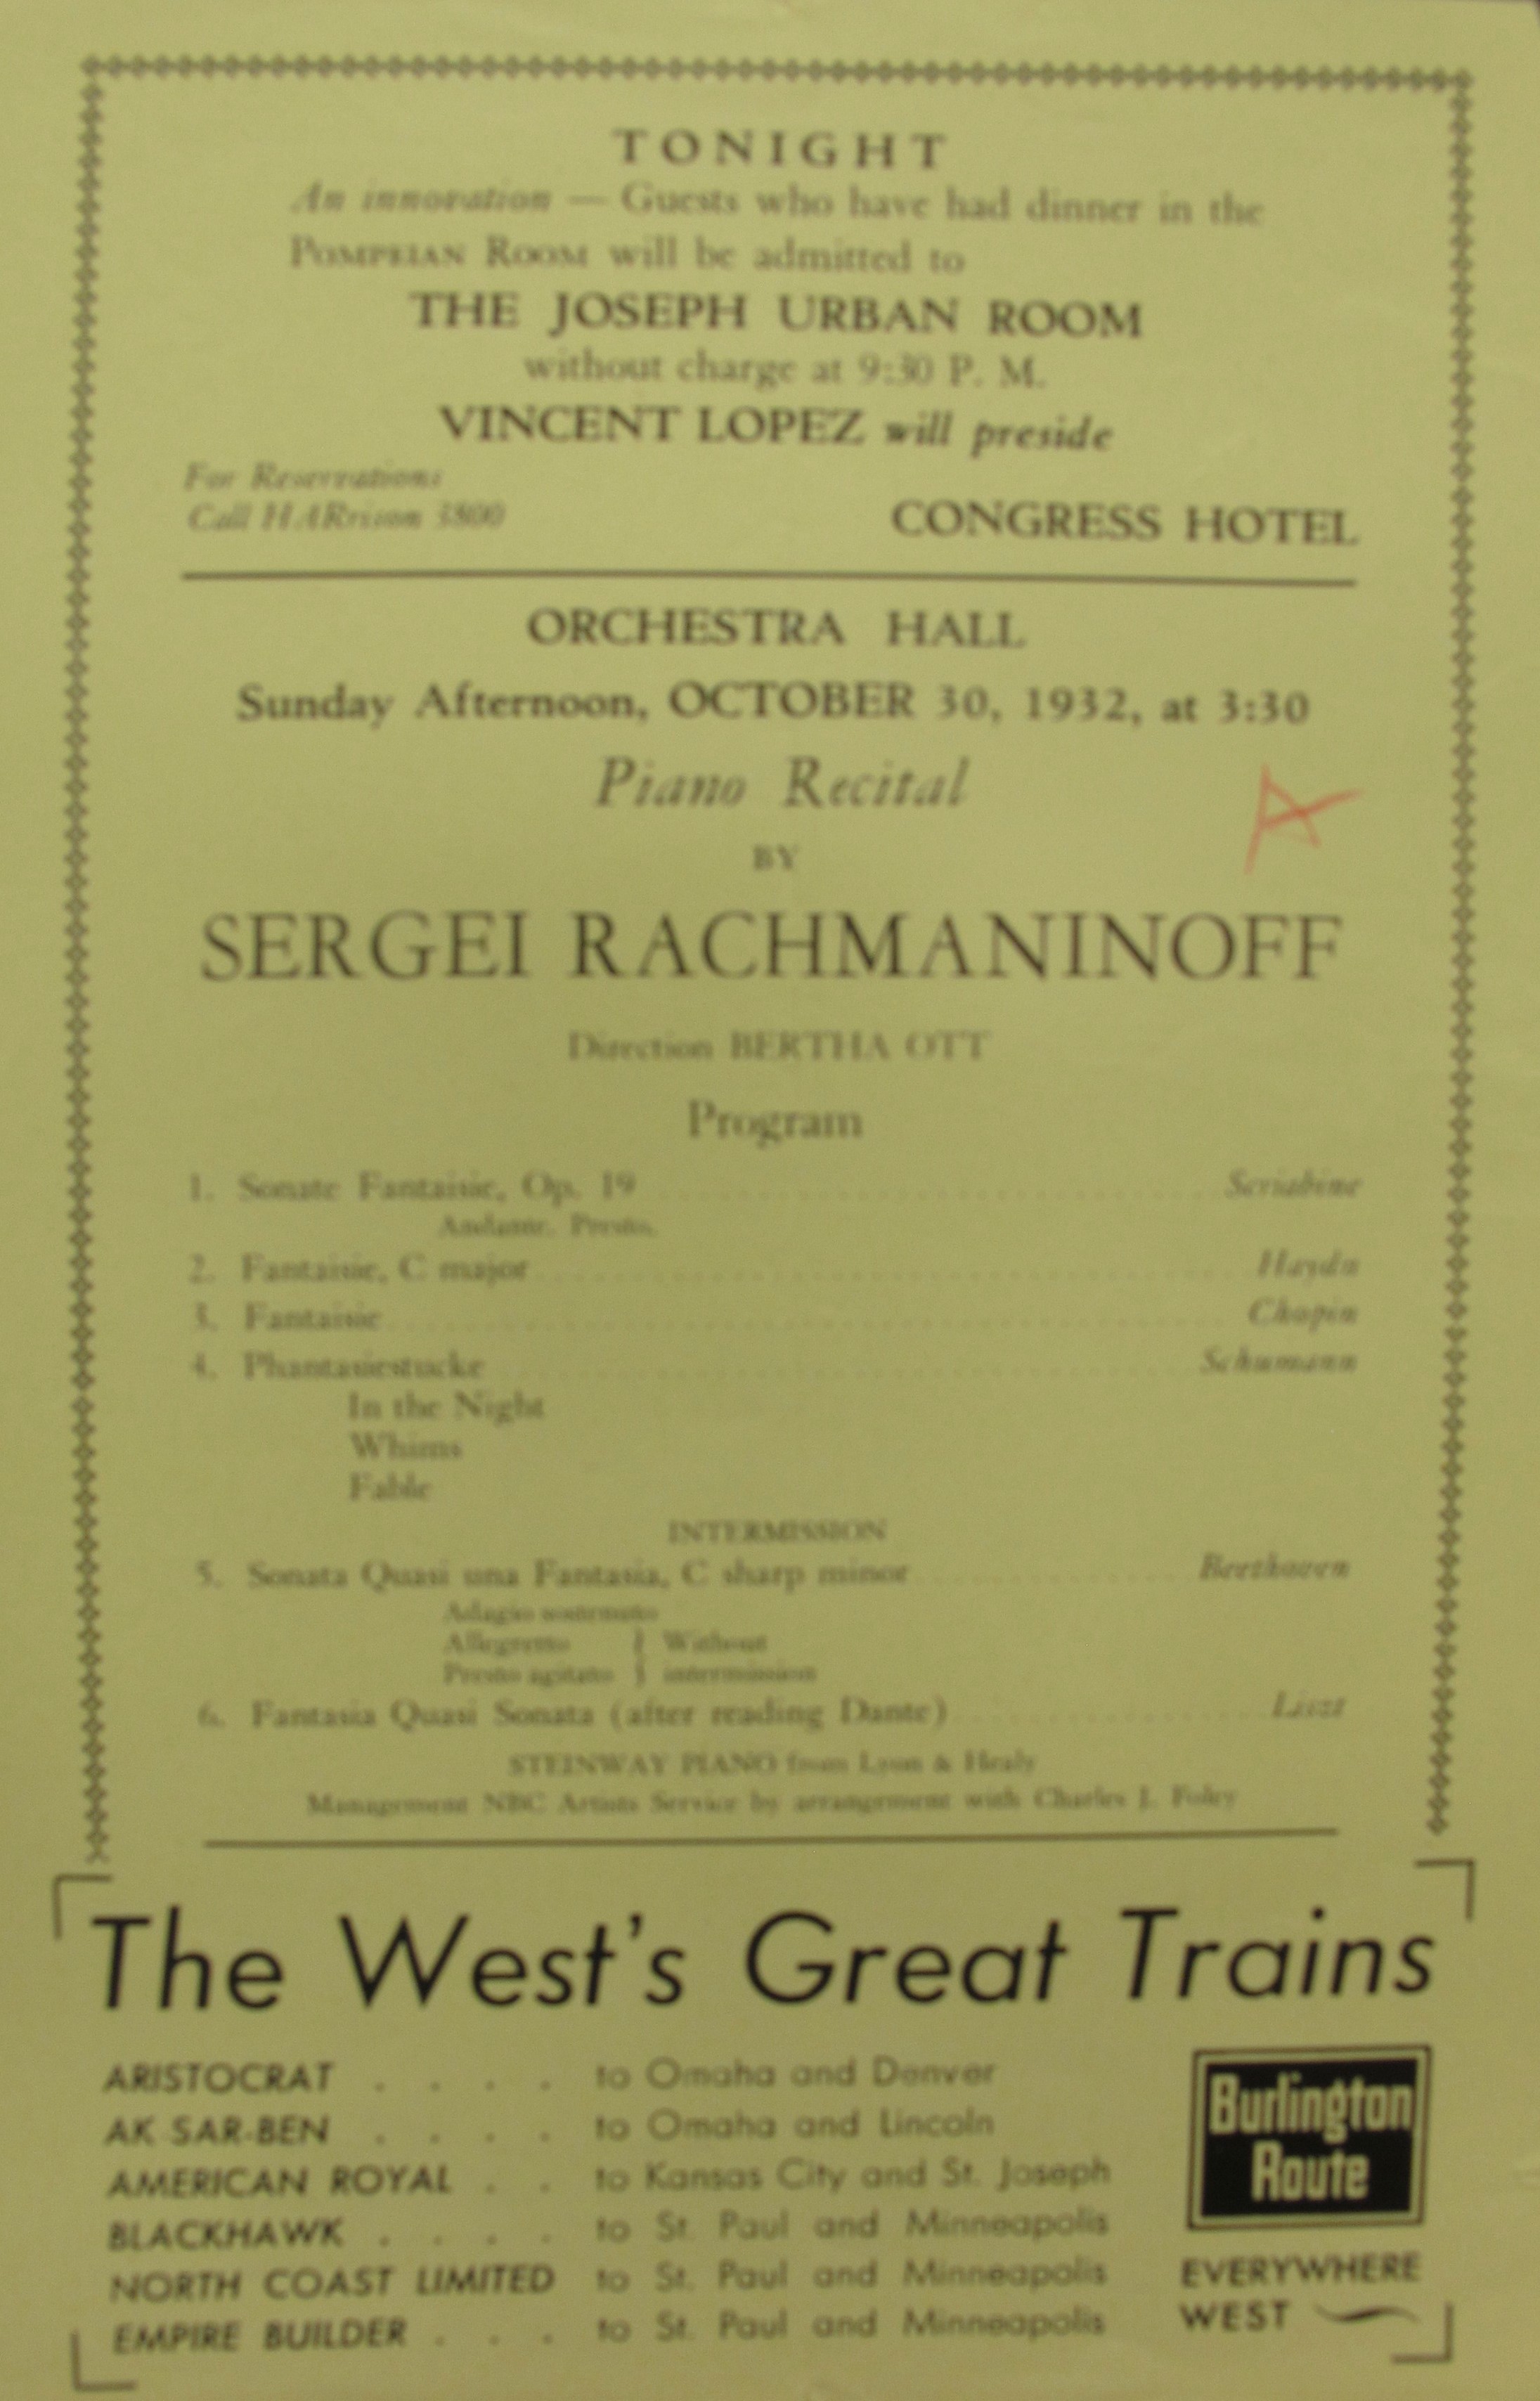 TONIGHT
An innovation — Guests who have had dinner in the
POMPEIAN ROOM will be admitted to
THE JOSEPH URBAN ROOM
without charge at 9:30 P. M.
VINCENT LOPEZ will preside
For Reservations
Call HARrison 3800
CONGRESS HOTEL
ORCHESTRA HALL
Sunday Afternoon, OCTOBER 30, 1932, at 3:30
Piano Recital
A
BY
SERGEI RACHMANINOFF
Direction BERTHA OTT
Program
1. Sonate Fantaisie, Op. 19 . . . . . . . . . . Scriabine
Andante. Presto.
2. Fantaisie, C major . . . . . . . . . . Haydn
3. Fantaisie . . . . . . . . . . Chopin
4. Phantasiestucke . . . . . . . . . . Schumann
In the Night
Whims
Fable
INTERMISSION
5. Sonata Quasi una Fantasia, C sharp minor . . . . . . . . . . Beethoven
Adagio sostenuto
Allegretto } Without
Presto agitato } intermission
6. Fantasia Quasi Sonata (after reading Dante) . . . . . . . . . . Liszt
STEINWAY PIANO from Lyon & Healy
Management NBC Artists Service by arrangement with Charles J. Foley
The West's Great Trains
ARISTOCRAT . . . . to Omaha and Denver
AK-SAR-BEN . . . . to Omaha and Lincoln
AMERICAN ROYAL . . to Kansas City and St. Joseph
BLACKHAWK . . . . to St. Paul and Minneapolis
NORTH COAST LIMITED to St. Paul and Minneapolis
EMPIRE BUILDER . . . to St. Paul and Minneapolis
Burlington
Route
EVERYWHERE
WEST